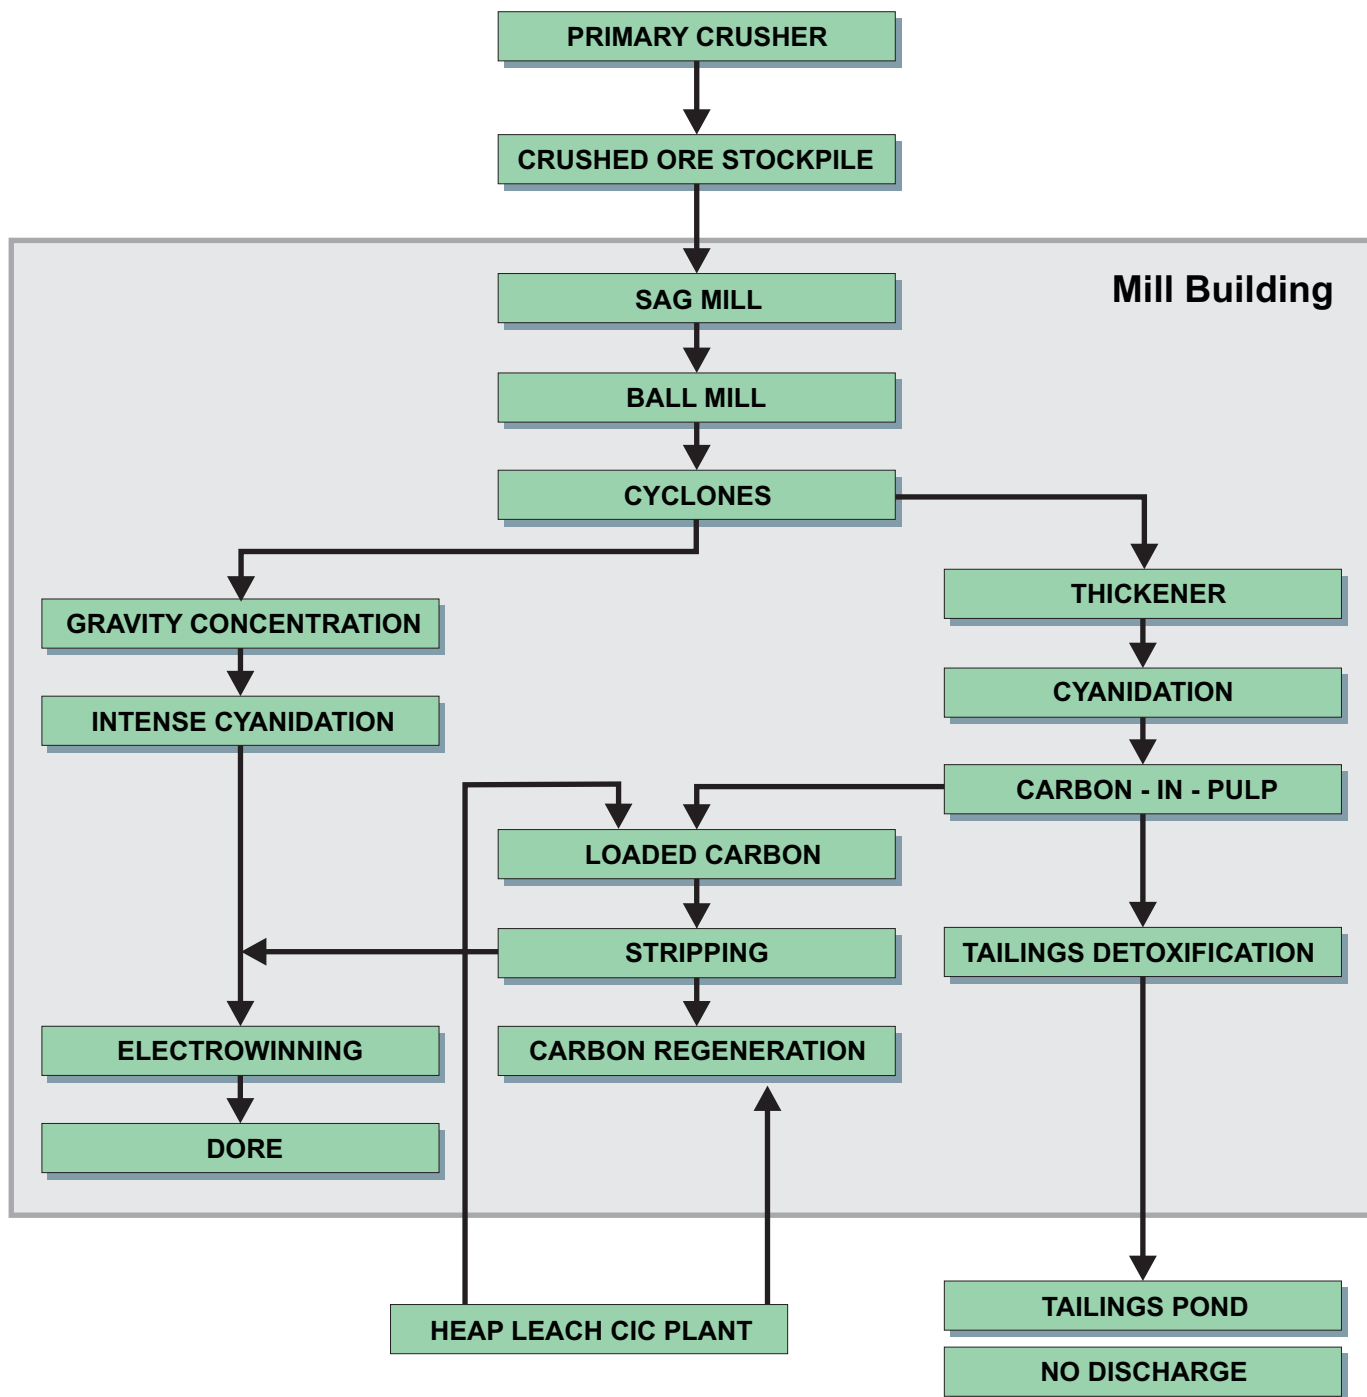 PRIMARY CRUSHER
CRUSHED ORE STOCKPILE
Mill Building
SAG MILL
BALL MILL
CYCLONES
THICKENER
GRAVITY CONCENTRATION
CYANIDATION
INTENSE CYANIDATION
CARBON - IN - PULP
LOADED CARBON
STRIPPING
TAILINGS DETOXIFICATION
ELECTROWINNING
CARBON REGENERATION
DORE
TAILINGS POND
HEAP LEACH CIC PLANT
NO DISCHARGE